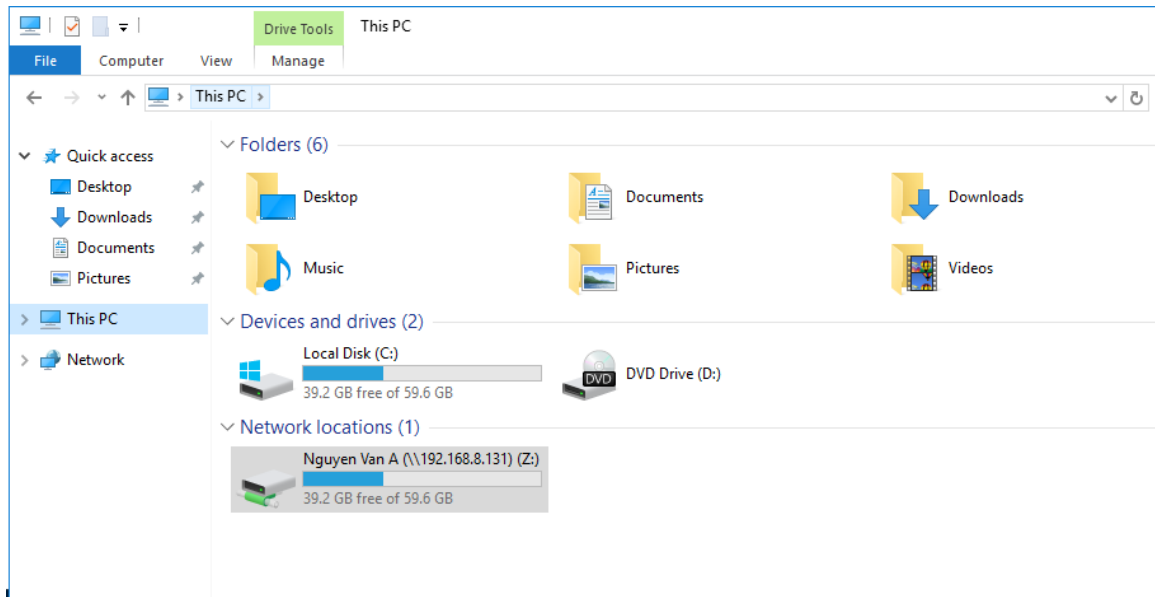 Drive Tools This PC
File Computer View Manage
This PC
Quick access
Desktop
Downloads
Documents
Pictures
This PC
Network
Folders (6)
Desktop Documents Downloads
Music Pictures Videos
Devices and drives (2)
Local Disk (C:)
39.2 GB free of 59.6 GB
DVD
DVD Drive (D:)
Network locations (1)
Nguyen Van A (\\192.168.8.131) (Z:)
39.2 GB free of 59.6 GB